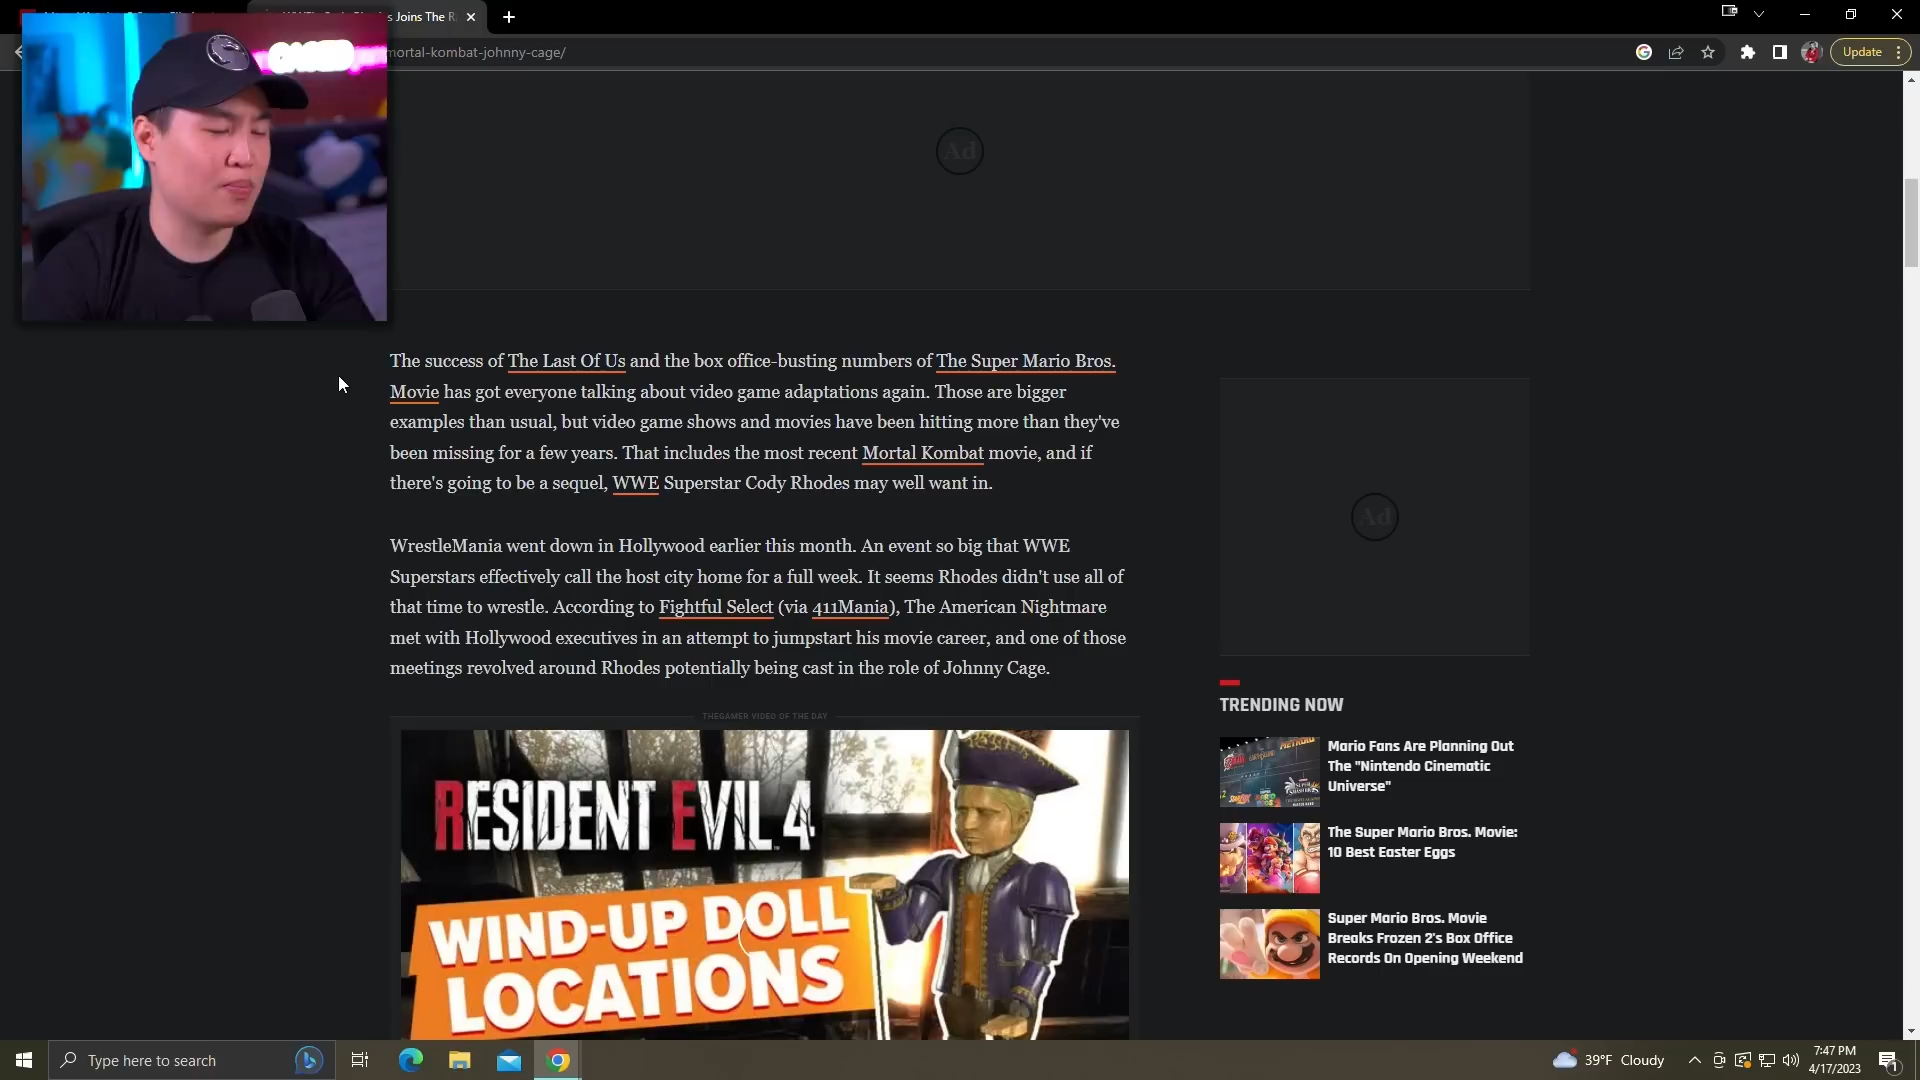 s Joins The R
mortal-kombat-johnny-cage/
Update
Ad
The success of The Last Of Us and the box office-busting numbers of The Super Mario Bros.
Movie has got everyone talking about video game adaptations again. Those are bigger
examples than usual, but video game shows and movies have been hitting more than they've
been missing for a few years. That includes the most recent Mortal Kombat movie, and if
there's going to be a sequel, WWE Superstar Cody Rhodes may well want in.
WrestleMania went down in Hollywood earlier this month. An event so big that WWE
Superstars effectively call the host city home for a full week. It seems Rhodes didn't use all of
that time to wrestle. According to Fightful Select (via 411Mania), The American Nightmare
met with Hollywood executives in an attempt to jumpstart his movie career, and one of those
meetings revolved around Rhodes potentially being cast in the role of Johnny Cage.
THEGAMER VIDEO OF THE DAY
RESIDENT EVIL 4
WIND-UP DOLL
LOCATIONS
Ad
TRENDING NOW
Mario Fans Are Planning Out
The "Nintendo Cinematic
Universe"
The Super Mario Bros. Movie:
10 Best Easter Eggs
Super Mario Bros. Movie
Breaks Frozen 2's Box Office
Records On Opening Weekend
Type here to search
39°F Cloudy
7:47 PM
4/17/2023
1